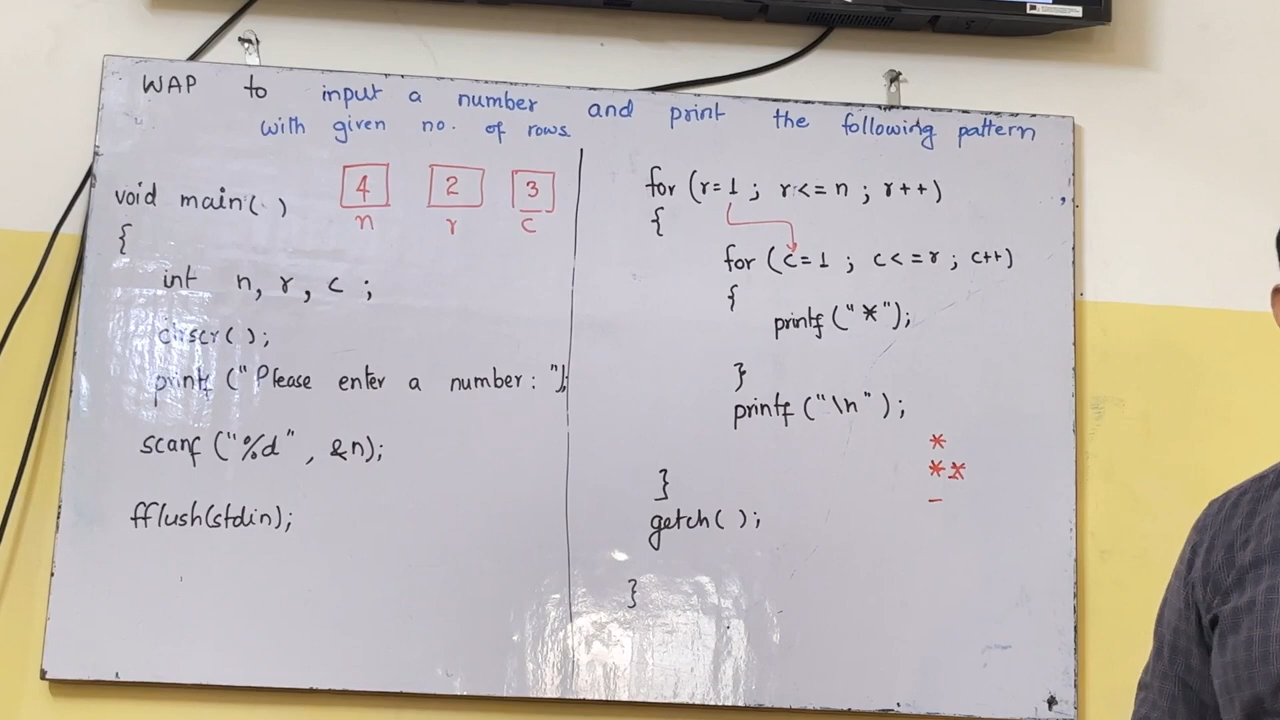 WAP to input a number and print the following pattern
with given no. of rows.
void main( )
4 2 3
n r c
{
int n, r, c ;
clrscr( );
printf ("Please enter a number: ");
scanf ("%d" , &n);
fflush(stdin);
for (r=1 ; r<=n ; r++)
{
for (c=1 ; c<=r ; c++)
{
printf ("*");
}
printf ("\n" );
*
**
_
}
getch( );
}